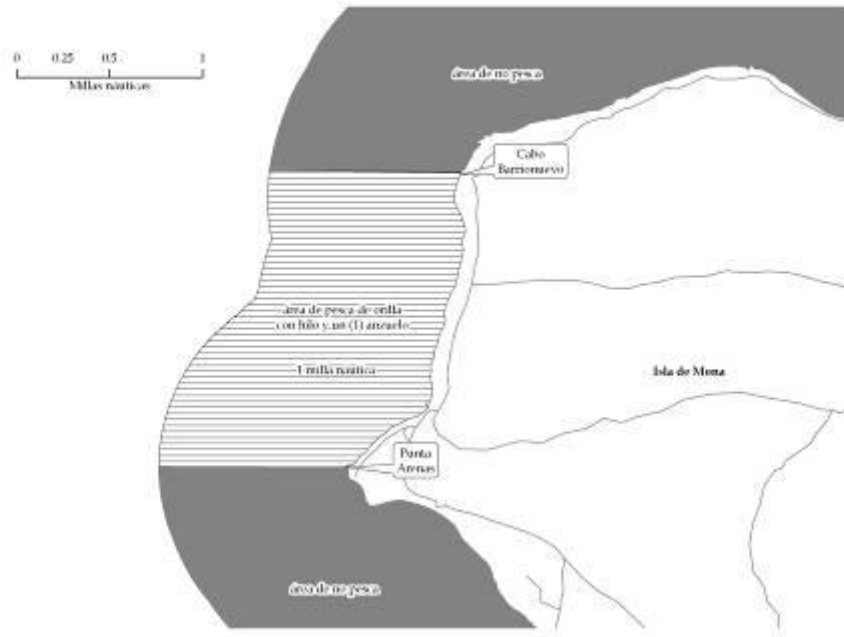 0 0.25 0.5 1
Millas náuticas
área de no pesca
Cabo
Barrionuevo
área de pesca de orilla
con hilo y un (1) anzuelo
1 milla náutica
Isla de Mona
Punta
Arenas
área de no pesca